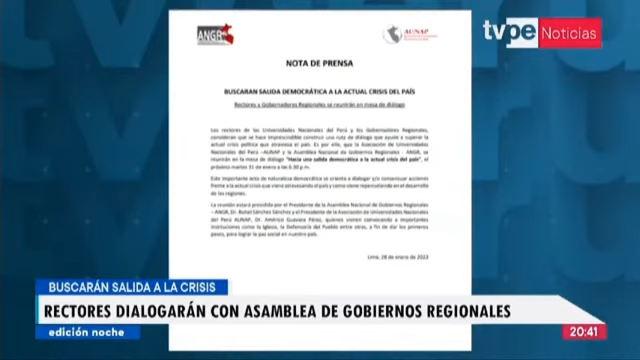 tvpe Noticias
ANGR
AUNAP
NOTA DE PRENSA
BUSCARAN SALIDA DEMOCRÁTICA A LA ACTUAL CRISIS DEL PAÍS
Rectores y Gobernadores Regionales se reunirán en mesa de diálogo
Los rectores de las Universidades Nacionales del Perú y los Gobernadores Regionales,
consideran que se hace imprescindible construir una ruta de diálogo que ayude a superar la
actual crisis política que atraviesa el país. Es por ello, que la Asociación de Universidades
Nacionales del Perú –AUNAP y la Asamblea Nacional de Gobiernos Regionales - ANGR, se
reunirán en la mesa de diálogo "Hacia una salida democrática a la actual crisis del país", el
próximo martes 31 de enero a las 6.30 p.m.
Este importante acto de naturaleza democrática se orienta a dialogar y/o consensuar acciones
frente a la actual crisis que viene atravesando el país y como viene repercutiendo en el desarrollo
de las regiones.
La reunión estará presidida por el Presidente de la Asamblea Nacional de Gobiernos Regionales
– ANGR, Dr. Rohel Sánchez Sánchez y el Presidente de la Asociación de Universidades Nacionales
del Perú AUNAP, Dr. Américo Guevara Pérez, quienes vienen convocando a importantes
instituciones como la Iglesia, la Defensoría del Pueblo entre otras, a fin de dar los primeros
pasos, para lograr la paz social en nuestro país.
Lima, 28 de enero de 2023
BUSCARÁN SALIDA A LA CRISIS
RECTORES DIALOGARÁN CON ASAMBLEA DE GOBIERNOS REGIONALES
edición noche
20:41